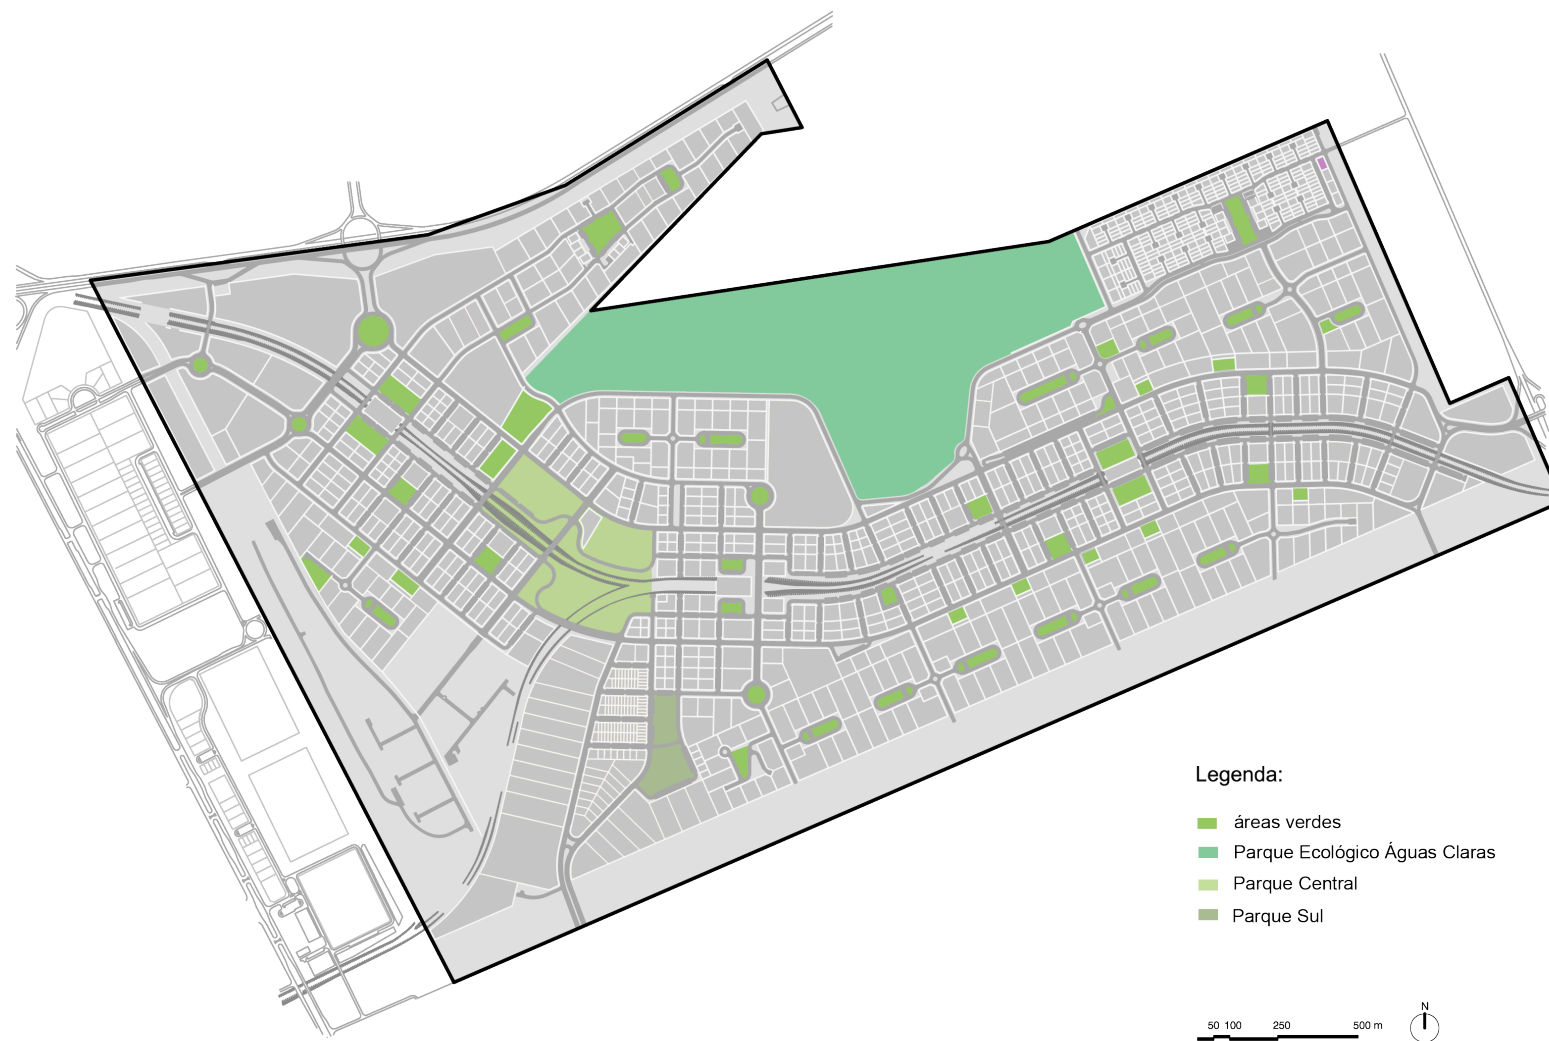 Legenda:
áreas verdes
Parque Ecológico Águas Claras
Parque Central
Parque Sul
50 100 250 500 m
N